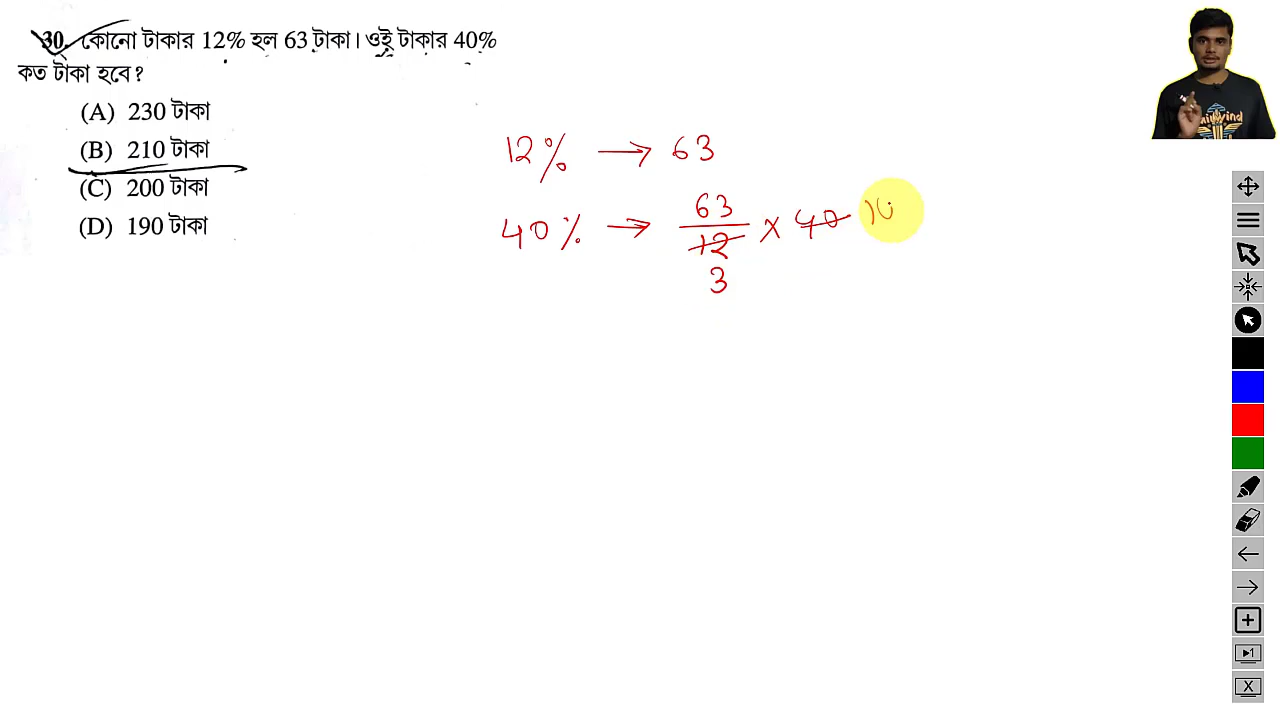 30. কোনো টাকার 12% হল 63 টাকা। ওই টাকার 40%
কত টাকা হবে?
(A) 230 টাকা
(B) 210 টাকা
(C) 200 টাকা
(D) 190 টাকা
12% → 63
40% → 63/12 × 40 10
3